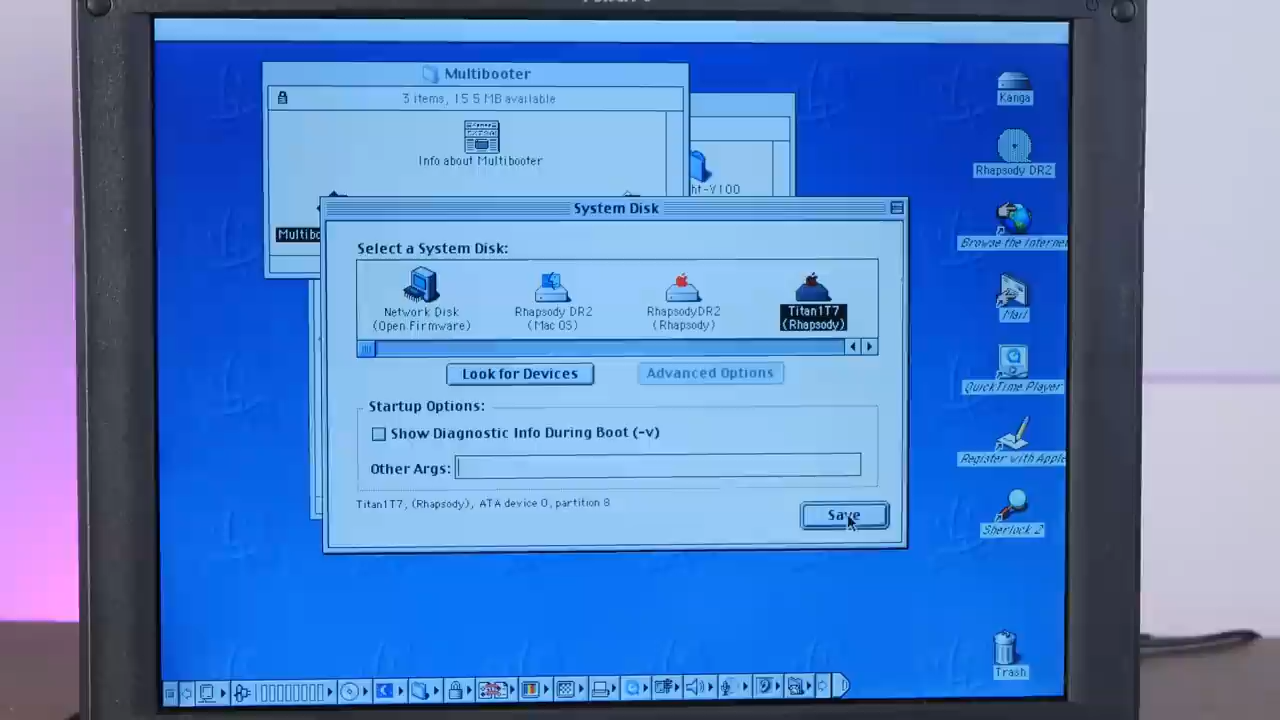 Multibooter
3 items, 15.5 MB available
Info about Multibooter
ht-Y100
Multibo
System Disk
Select a System Disk:
Network Disk
(Open Firmware)
Rhapsody DR2
(Mac OS)
RhapsodyDR2
(Rhapsody)
Titan1T7
(Rhapsody)
Look for Devices
Advanced Options
Startup Options:
Show Diagnostic Info During Boot (-v)
Other Args:
Titan1T7, (Rhapsody), ATA device 0, partition 8
Save
Kanga
Rhapsody DR2
Browse the Internet
Mail
QuickTime Player
Register with Apple
Sherlock 2
Trash